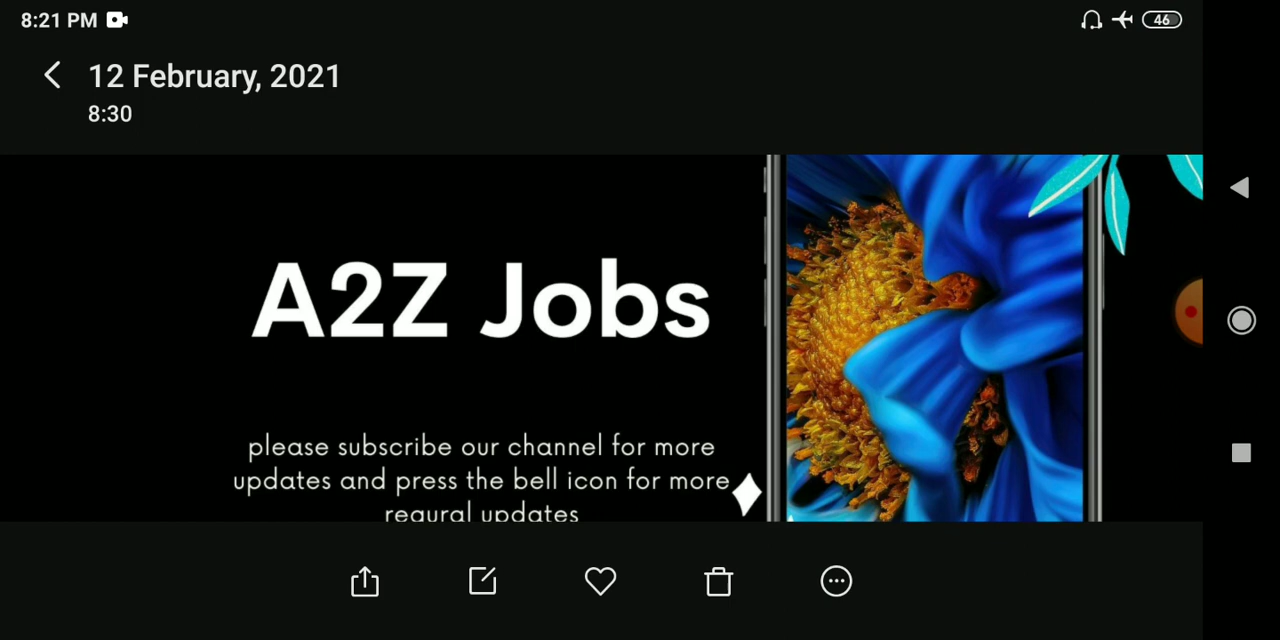 8:21 PM
46
12 February, 2021
8:30
A2Z Jobs
please subscribe our channel for more
updates and press the bell icon for more
regural updates